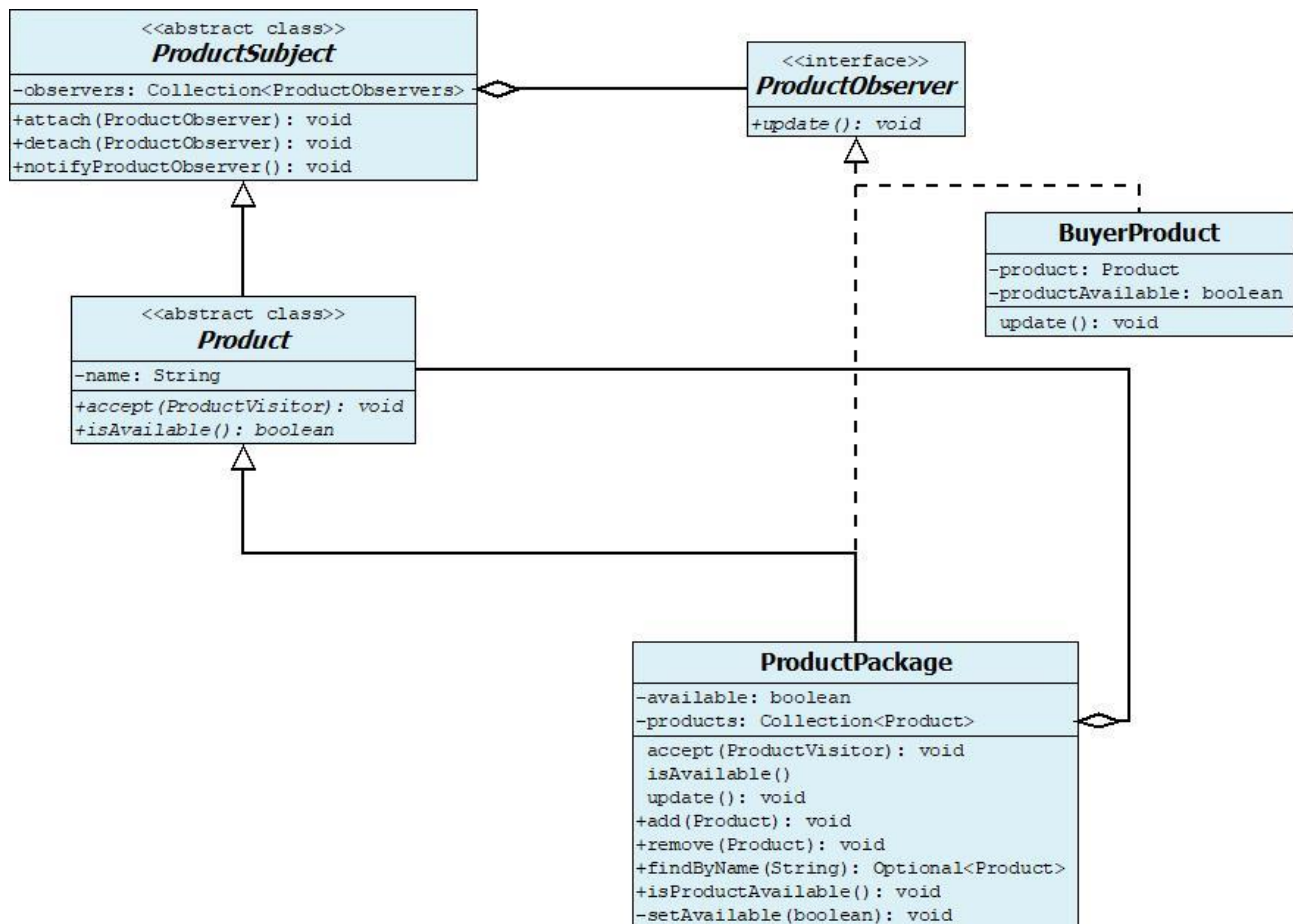 <<abstract class>>
ProductSubject
-observers: Collection<ProductObservers>
+attach(ProductObserver): void
+detach(ProductObserver): void
+notifyProductObserver(): void
<<interface>>
ProductObserver
+update(): void
BuyerProduct
-product: Product
-productAvailable: boolean
update(): void
<<abstract class>>
Product
-name: String
+accept(ProductVisitor): void
+isAvailable(): boolean
ProductPackage
-available: boolean
-products: Collection<Product>
accept(ProductVisitor): void
isAvailable()
update(): void
+add(Product): void
+remove(Product): void
+findByName(String): Optional<Product>
+isProductAvailable(): void
-setAvailable(boolean): void